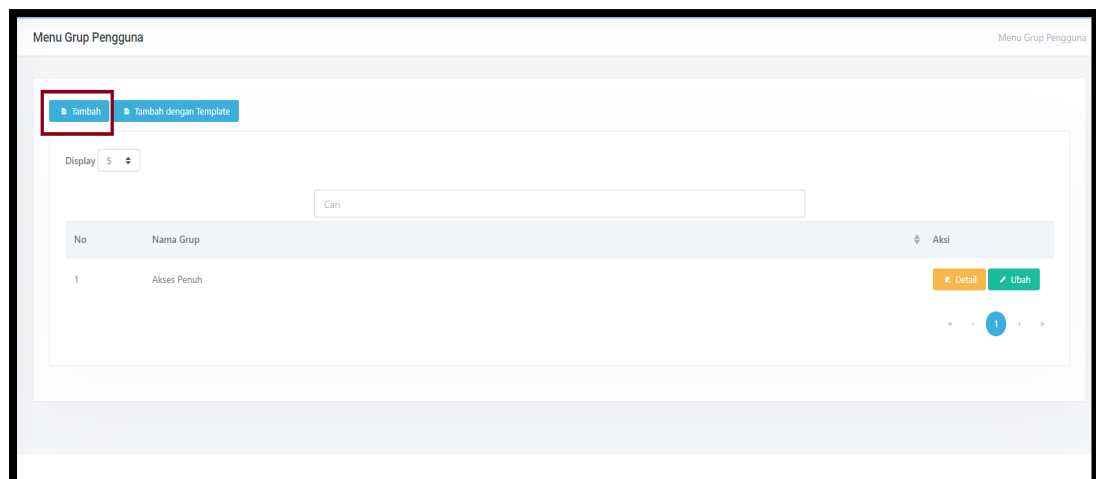 Menu Grup Pengguna
Menu Grup Pengguna
Tambah
Tambah dengan Template
Display 5
Cari
No Nama Grup Aksi
1 Akses Penuh Detail Ubah
« ‹ 1 › »